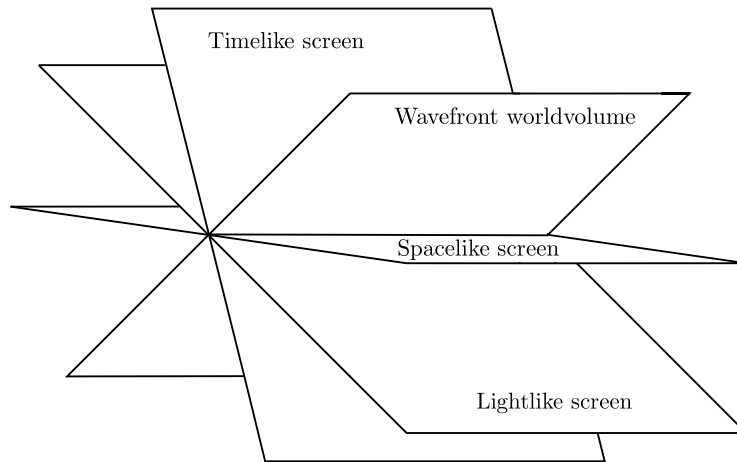 Timelike screen
Wavefront worldvolume
Spacelike screen
Lightlike screen